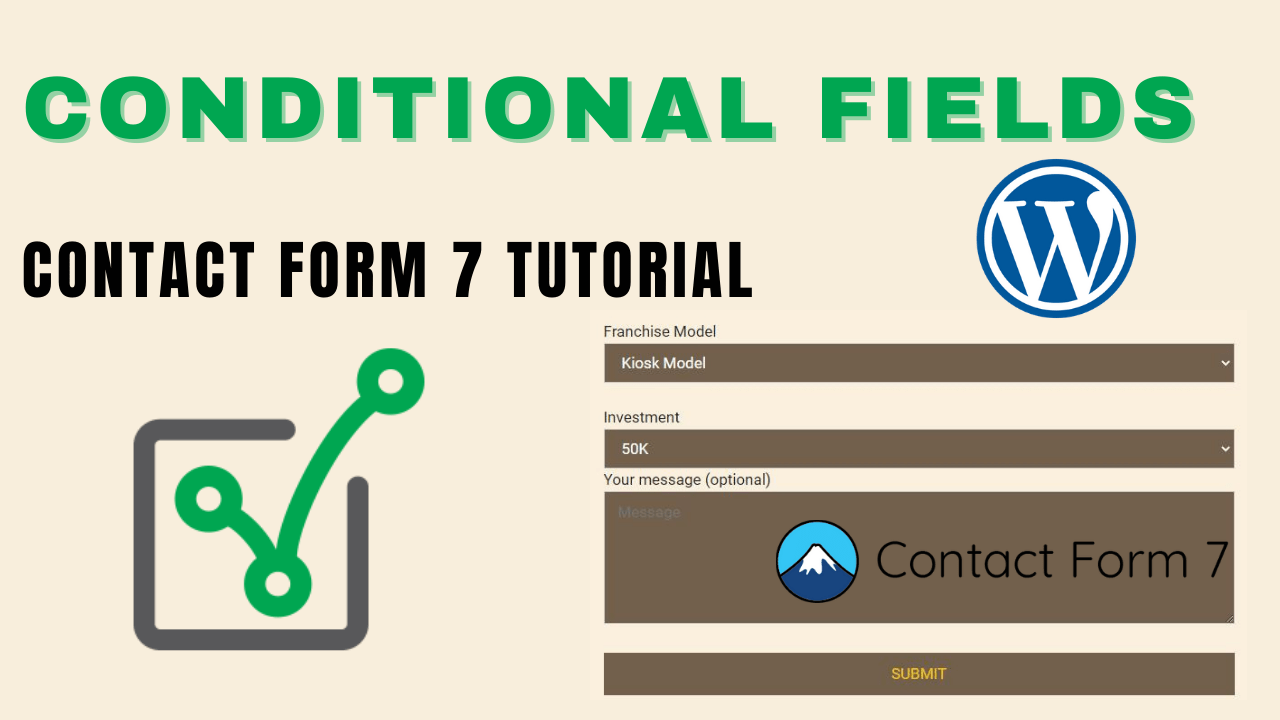 CONDITIONAL FIELDS
CONTACT FORM 7 TUTORIAL
Franchise Model
Kiosk Model
Investment
50K
Your message (optional)
Message
Contact Form 7
SUBMIT